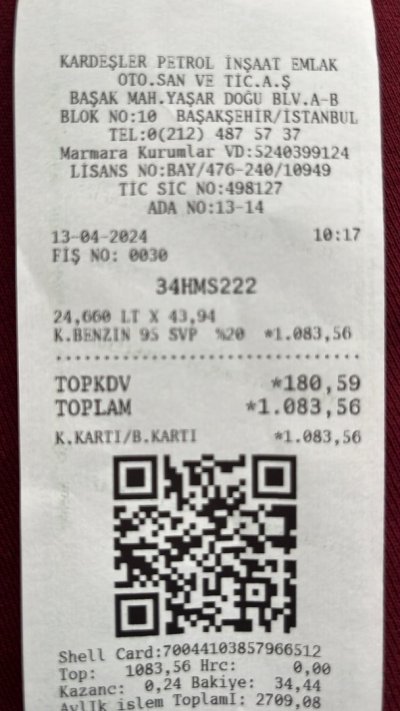 KARDEŞLER PETROL İNŞAAT EMLAK
OTO.SAN VE TİC.A.Ş
BAŞAK MAH.YAŞAR DOĞU BLV.A-B
BLOK NO:10 BAŞAKŞEHİR/İSTANBUL
TEL:0(212) 487 57 37
Marmara Kurumlar VD:5240399124
LİSANS NO:BAY/476-240/10949
TİC SİC NO:498127
ADA NO:13-14
13-04-2024 10:17
FİŞ NO: 0030
34HMS222
24,660 LT X 43,94
K.BENZİN 95 SVP %20 *1.083,56
TOPKDV *180,59
TOPLAM *1.083,56
K.KARTI/B.KARTI *1.083,56
Shell Card:70044103857966512
Top: 1083,56 Hrc: 0,00
Kazanc: 0,24 Bakiye: 34,44
AylIk islem ToplamI: 2709,08